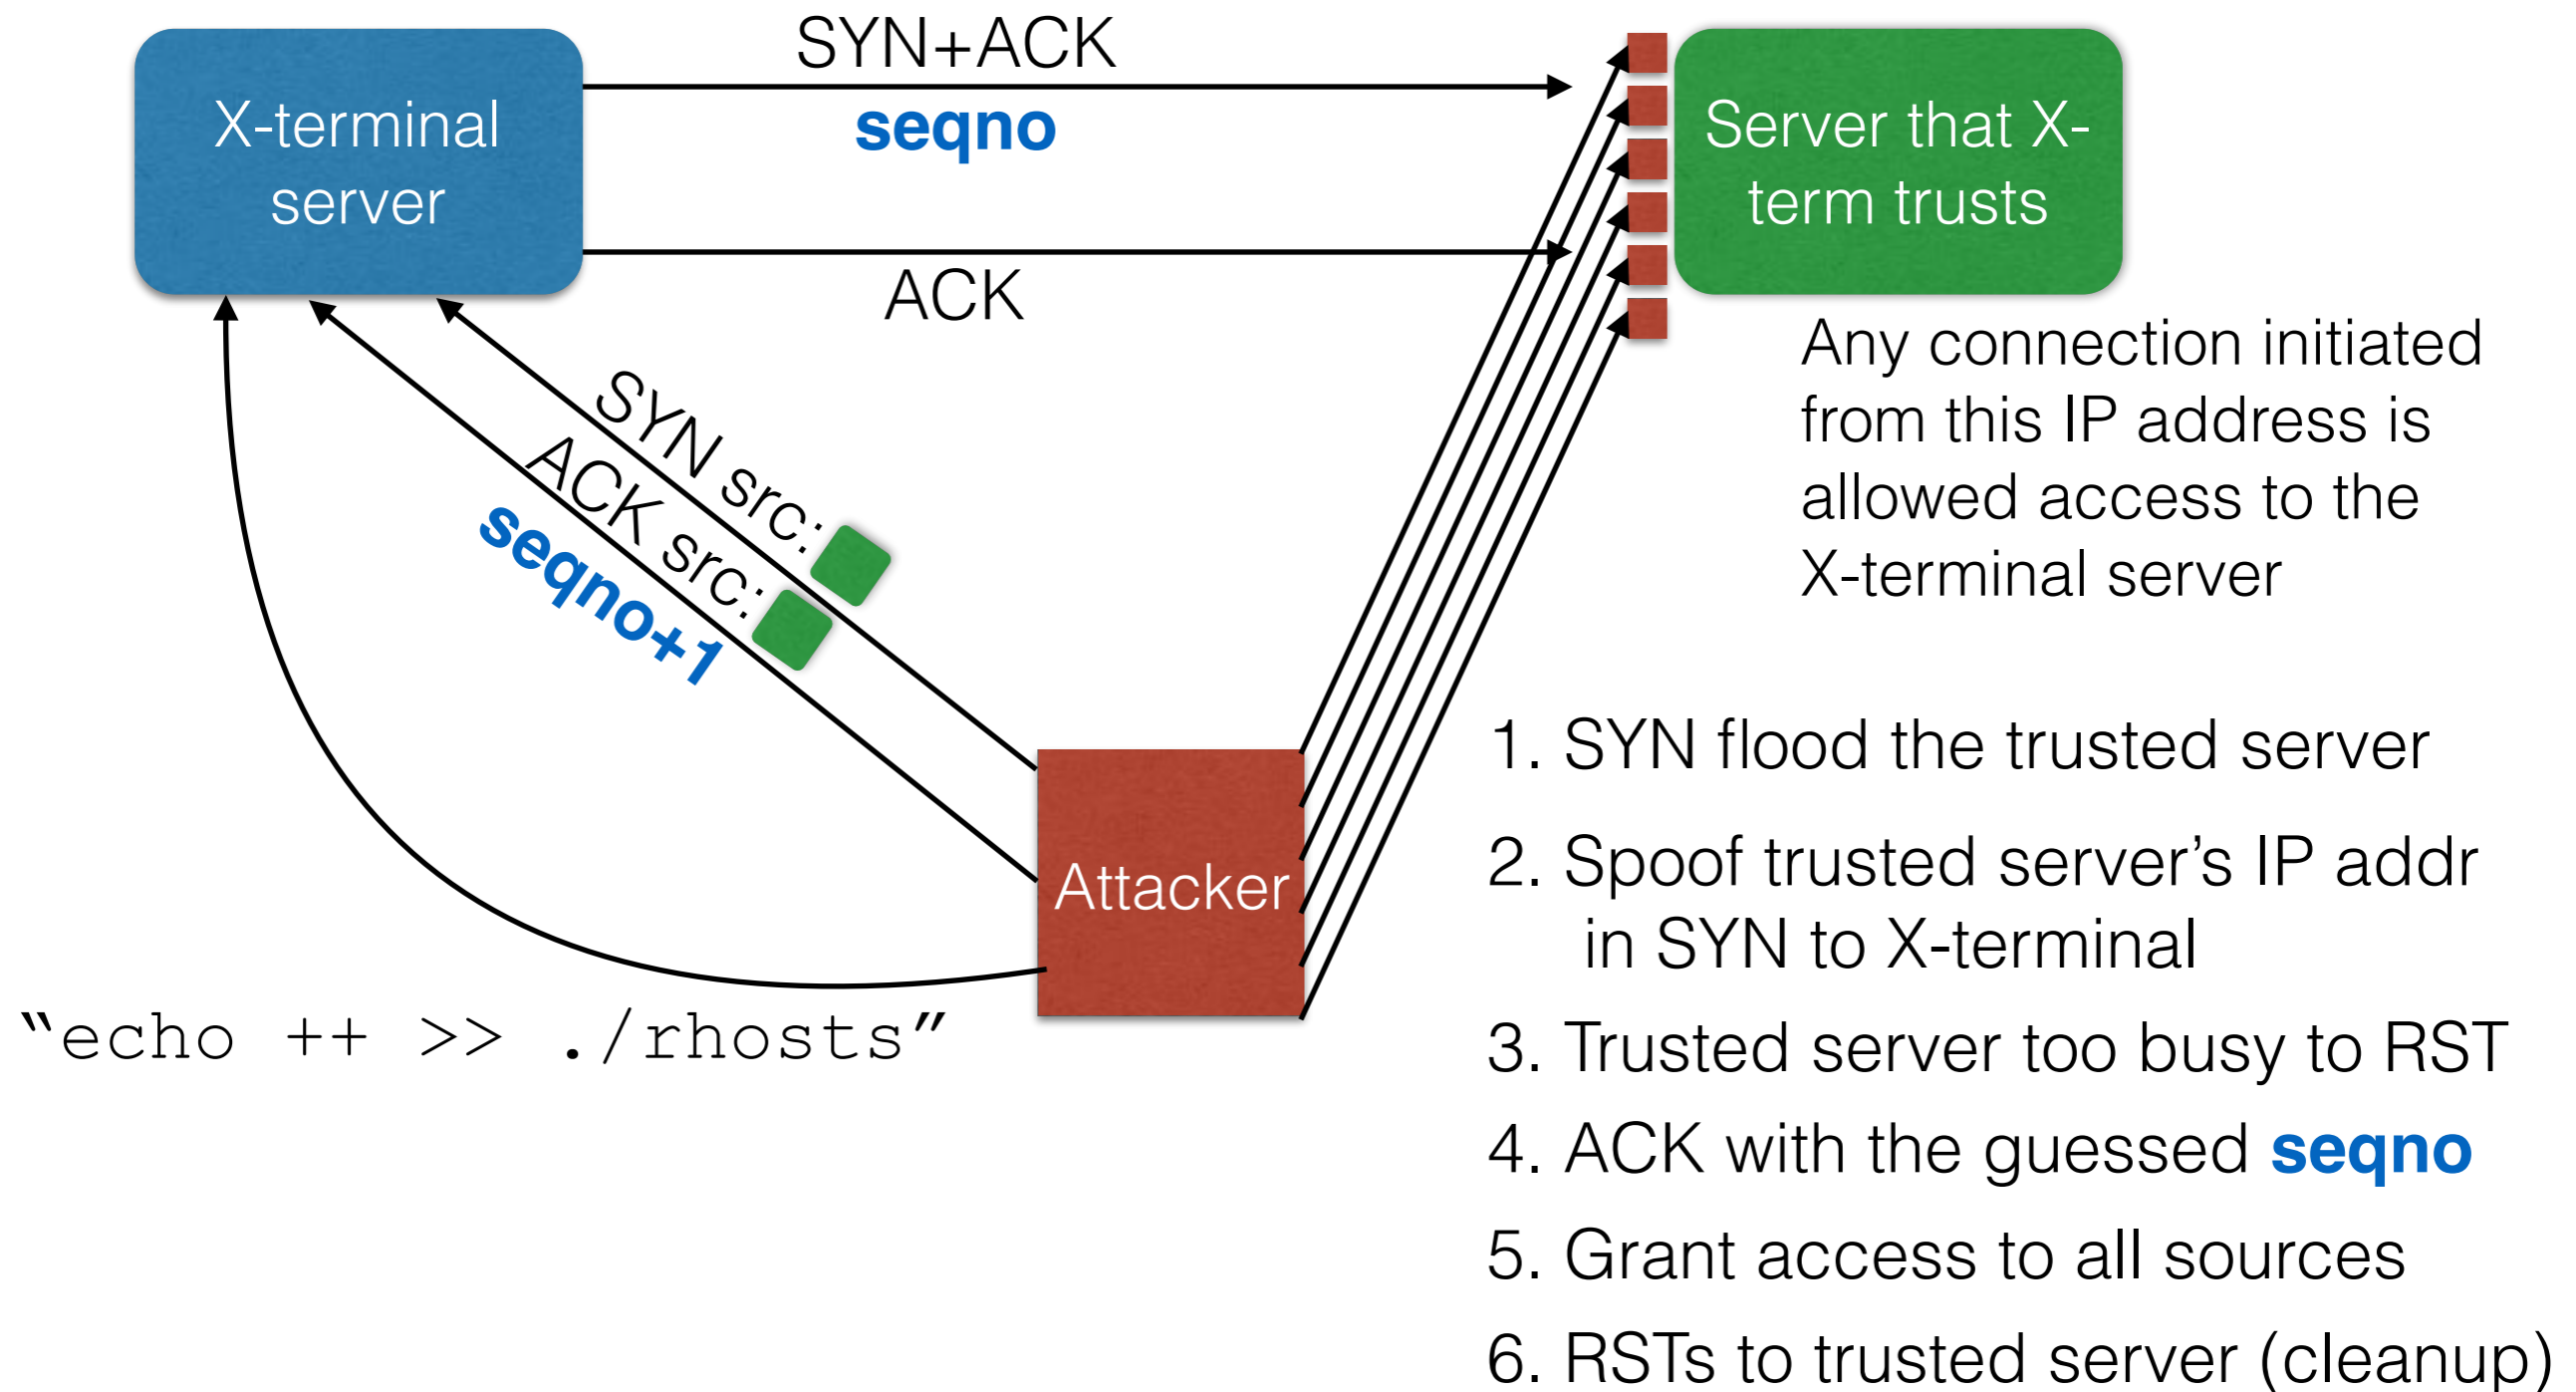 SYN+ACK
seqno
X-terminal
server
Server that X-
term trusts
ACK
Any connection initiated
from this IP address is
allowed access to the
X-terminal server
SYN src:
ACK src:
seqno+1
Attacker
"echo ++ >> ./rhosts"
1. SYN flood the trusted server
2. Spoof trusted server’s IP addr
in SYN to X-terminal
3. Trusted server too busy to RST
4. ACK with the guessed seqno
5. Grant access to all sources
6. RSTs to trusted server (cleanup)